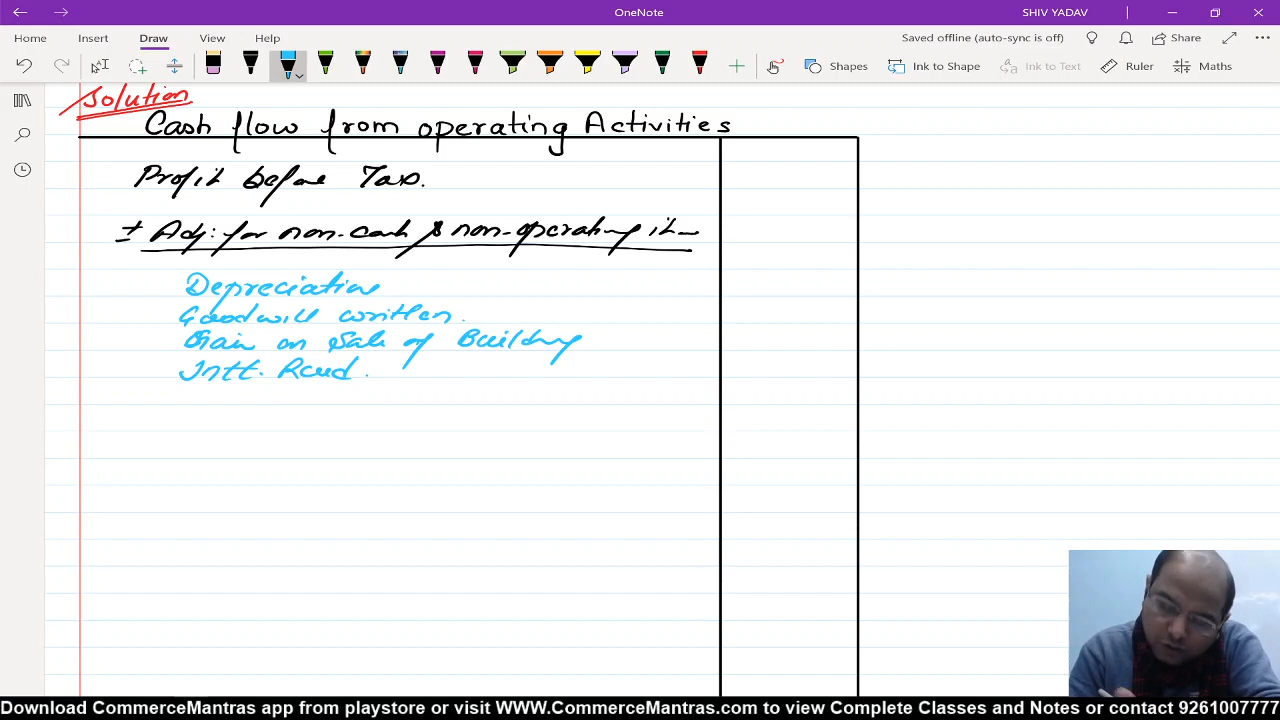 OneNote
SHIV YADAV
Home Insert Draw View Help
Saved offline (auto-sync is off)
Share
Shapes
Ink to Shape
Ink to Text
Ruler
Maths
Solution
Cash flow from operating Activities
Profit before Tax.
± Adj: for non-cash & non-operating item
Depreciation
Goodwill written.
Gain on Sale of Building
Intt. Recd.
Download CommerceMantras app from playstore or visit WWW.CommerceMantras.com to view Complete Classes and Notes or contact 9261007777